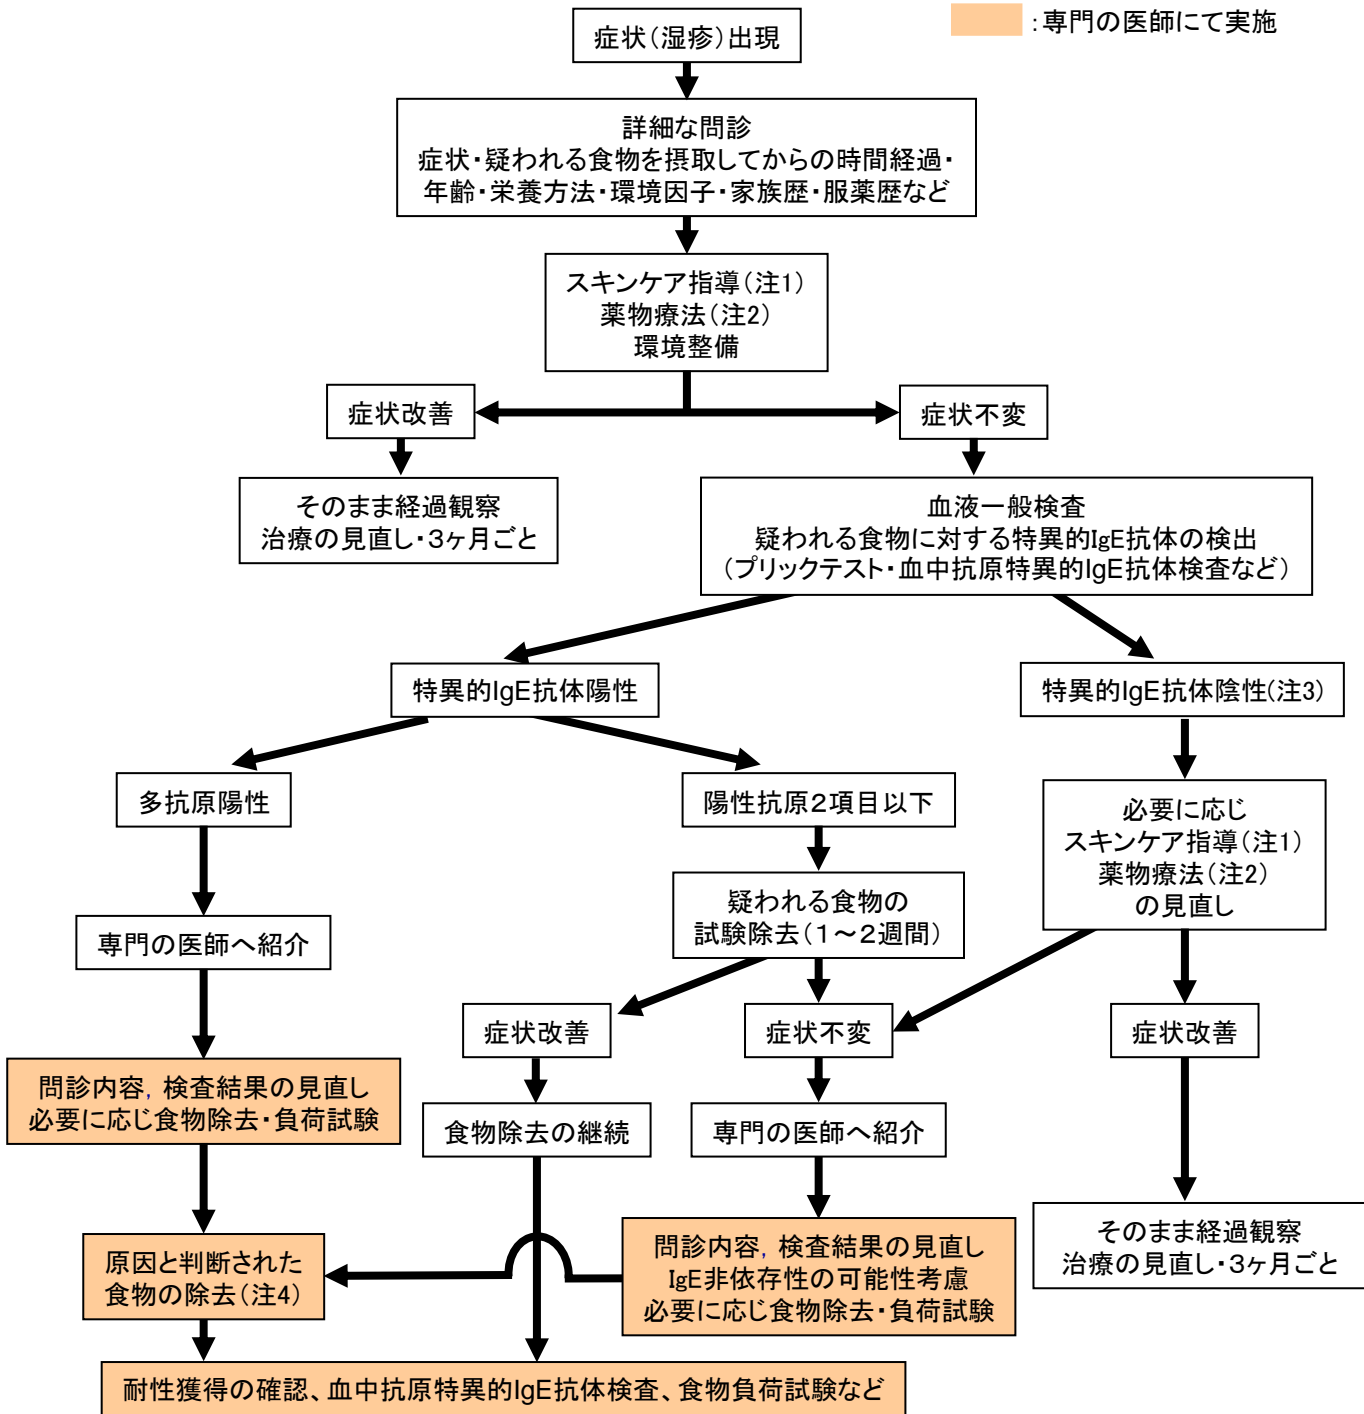 :専門の医師にて実施
症状(湿疹)出現
詳細な問診
症状・疑われる食物を摂取してからの時間経過・
年齢・栄養方法・環境因子・家族歴・服薬歴など
スキンケア指導(注1)
薬物療法(注2)
環境整備
症状改善
症状不変
そのまま経過観察
治療の見直し・3ヶ月ごと
血液一般検査
疑われる食物に対する特異的IgE抗体の検出
(プリックテスト・血中抗原特異的IgE抗体検査など)
特異的IgE抗体陽性
特異的IgE抗体陰性(注3)
多抗原陽性
陽性抗原2項目以下
必要に応じ
スキンケア指導(注1)
薬物療法(注2)
の見直し
疑われる食物の
試験除去(1～2週間)
専門の医師へ紹介
症状改善
症状不変
症状改善
問診内容, 検査結果の見直し
必要に応じ食物除去・負荷試験
食物除去の継続
専門の医師へ紹介
原因と判断された
食物の除去(注4)
問診内容, 検査結果の見直し
IgE非依存性の可能性考慮
必要に応じ食物除去・負荷試験
そのまま経過観察
治療の見直し・3ヶ月ごと
耐性獲得の確認、血中抗原特異的IgE抗体検査、食物負荷試験など